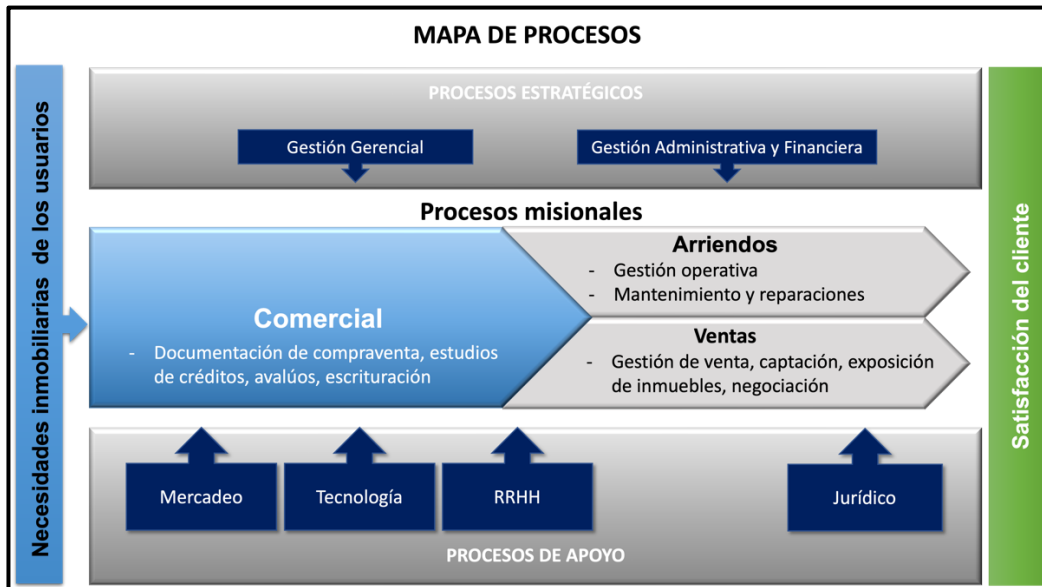 MAPA DE PROCESOS
Necesidades inmobiliarias de los usuarios
PROCESOS ESTRATÉGICOS
Gestión Gerencial
Gestión Administrativa y Financiera
Procesos misionales
Comercial
- Documentación de compraventa, estudios
de créditos, avalúos, escrituración
Arriendos
- Gestión operativa
- Mantenimiento y reparaciones
Ventas
- Gestión de venta, captación, exposición
de inmuebles, negociación
Mercadeo
Tecnología
RRHH
Jurídico
PROCESOS DE APOYO
Satisfacción del cliente